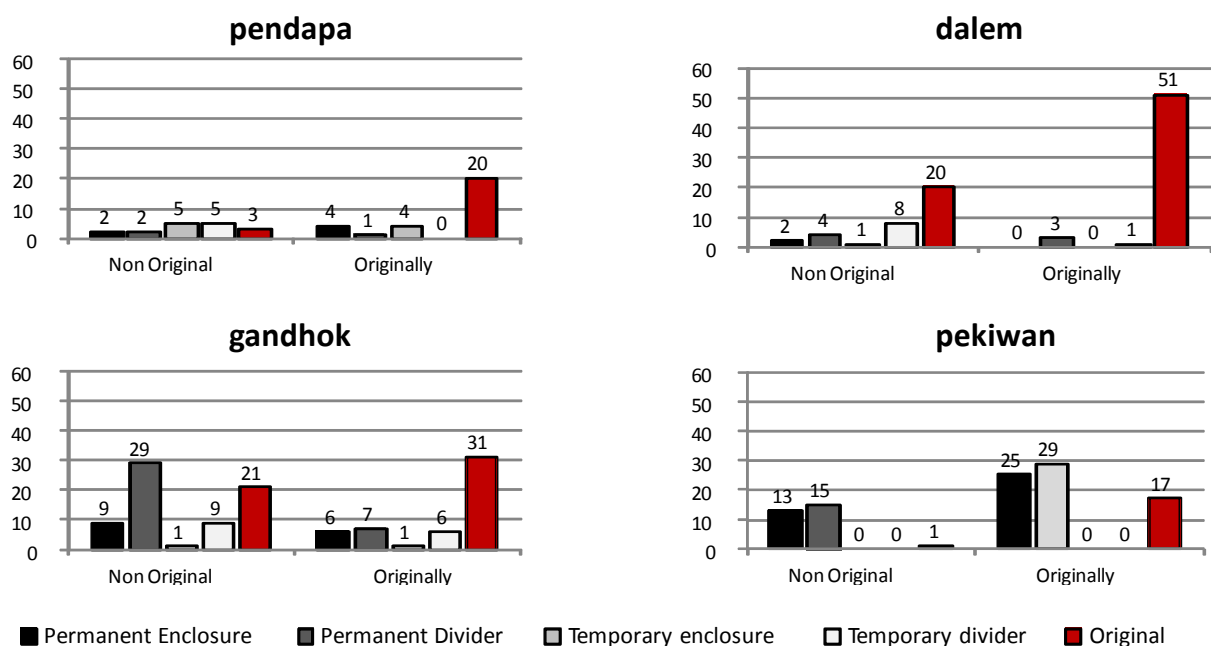 pendapa
60
50
40
30
20
10
0
2 2 5 5 3 4 1 4 0 20
Non Original Originally
dalem
60
50
40
30
20
10
0
2 4 1 8 20 0 3 0 1 51
Non Original Originally
gandhok
60
50
40
30
20
10
0
9 29 1 9 21 6 7 1 6 31
Non Original Originally
pekiwan
60
50
40
30
20
10
0
13 15 0 0 1 25 29 0 0 17
Non Original Originally
Permanent Enclosure Permanent Divider Temporary enclosure Temporary divider Original